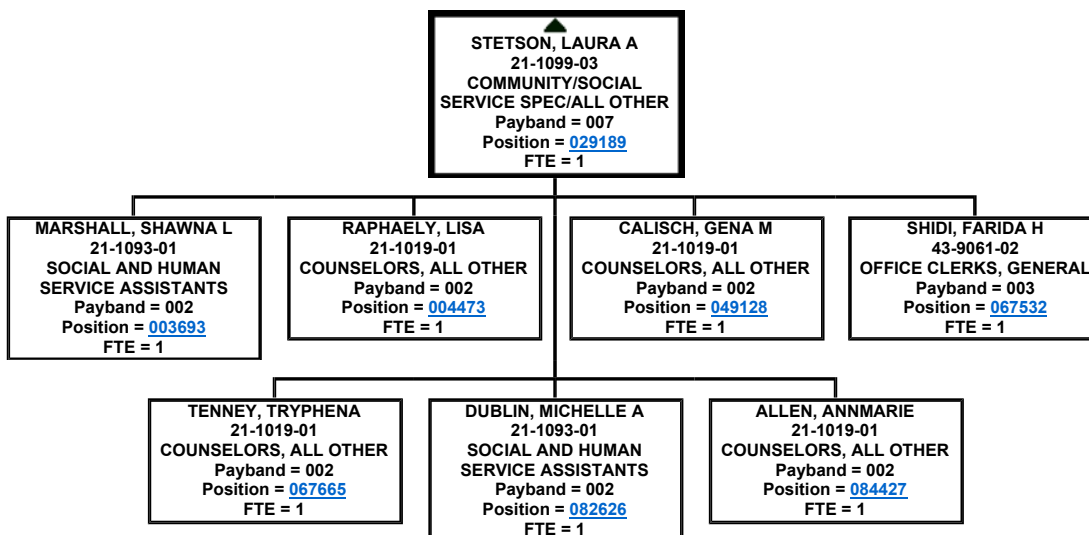 STETSON, LAURA A
21-1099-03
COMMUNITY/SOCIAL
SERVICE SPEC/ALL OTHER
Payband = 007
Position = 029189
FTE = 1
MARSHALL, SHAWNA L
21-1093-01
SOCIAL AND HUMAN
SERVICE ASSISTANTS
Payband = 002
Position = 003693
FTE = 1
RAPHAELY, LISA
21-1019-01
COUNSELORS, ALL OTHER
Payband = 002
Position = 004473
FTE = 1
CALISCH, GENA M
21-1019-01
COUNSELORS, ALL OTHER
Payband = 002
Position = 049128
FTE = 1
SHIDI, FARIDA H
43-9061-02
OFFICE CLERKS, GENERAL
Payband = 003
Position = 067532
FTE = 1
TENNEY, TRYPHENA
21-1019-01
COUNSELORS, ALL OTHER
Payband = 002
Position = 067665
FTE = 1
DUBLIN, MICHELLE A
21-1093-01
SOCIAL AND HUMAN
SERVICE ASSISTANTS
Payband = 002
Position = 082626
FTE = 1
ALLEN, ANNMARIE
21-1019-01
COUNSELORS, ALL OTHER
Payband = 002
Position = 084427
FTE = 1